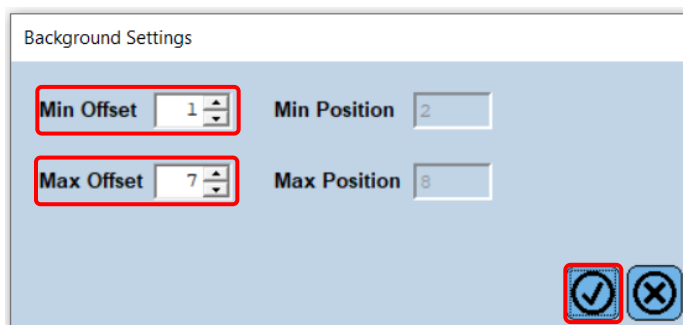 Background Settings
Min Offset 1 Min Position 2
Max Offset 7 Max Position 8